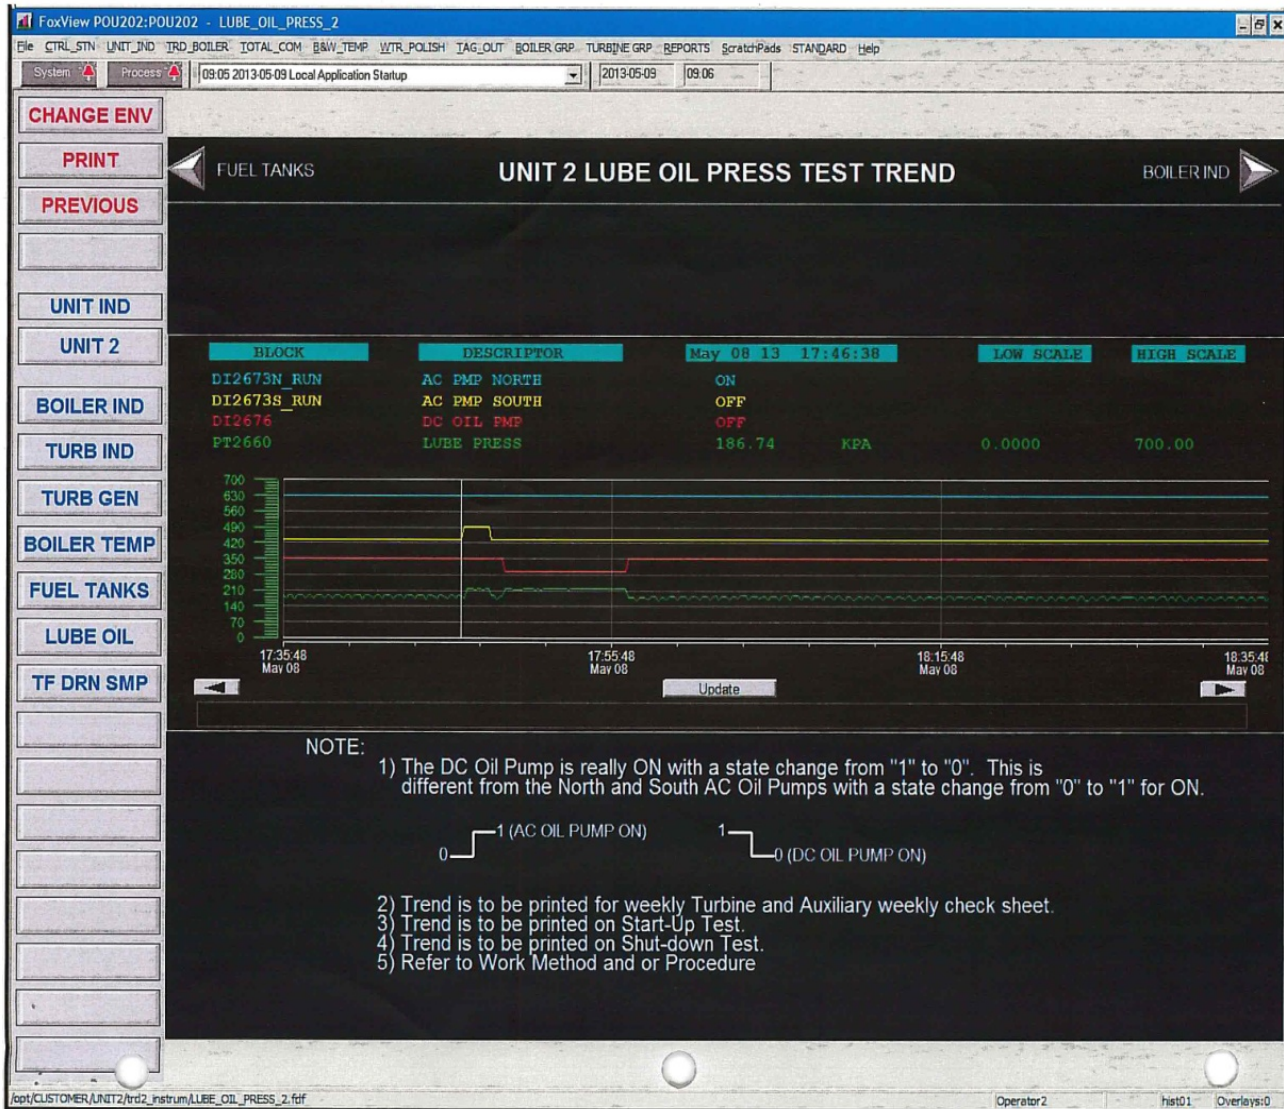 FoxView POU202:POU202 - LUBE_OIL_PRESS_2
File CTRL_STN UNIT_IND TRD_BOILER TOTAL_COM B&W_TEMP WTR_POLISH TAG_OUT BOILER GRP TURBINE GRP REPORTS ScratchPads STANDARD Help
System Process 09:05 2013-05-09 Local Application Startup 2013-05-09 09:06
CHANGE ENV
PRINT
PREVIOUS
UNIT IND
UNIT 2
BOILER IND
TURB IND
TURB GEN
BOILER TEMP
FUEL TANKS
LUBE OIL
TF DRN SMP
FUEL TANKS UNIT 2 LUBE OIL PRESS TEST TREND BOILER IND
BLOCK DESCRIPTOR May 08 13 17:46:38 LOW SCALE HIGH SCALE
DI2673N_RUN AC PMP NORTH ON
DI2673S_RUN AC PMP SOUTH OFF
DI2676 DC OIL PMP OFF
PT2660 LUBE PRESS 186.74 KPA 0.0000 700.00
700
630
560
490
420
350
280
210
140
70
0
17:35:48 17:55:48 18:15:48 18:35:48
May 08 May 08 May 08 May 08
Update
NOTE:
1) The DC Oil Pump is really ON with a state change from "1" to "0". This is
different from the North and South AC Oil Pumps with a state change from "0" to "1" for ON.
1 (AC OIL PUMP ON) 1
0 0 (DC OIL PUMP ON)
2) Trend is to be printed for weekly Turbine and Auxiliary weekly check sheet.
3) Trend is to be printed on Start-Up Test.
4) Trend is to be printed on Shut-down Test.
5) Refer to Work Method and or Procedure
/opt/CUSTOMER/UNIT2/trd2_instrum/LUBE_OIL_PRESS_2.fdf Operator2 hist01 Overlays:0